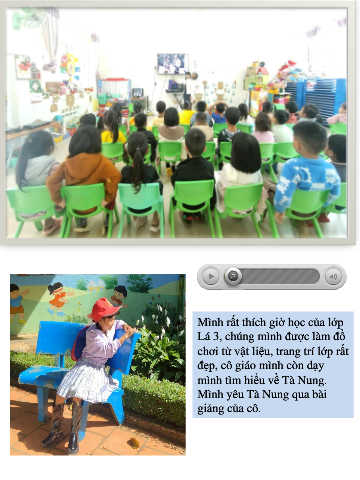 Mình rất thích giờ học của lớp
Lá 3, chúng mình được làm đồ
chơi từ vật liệu, trang trí lớp rất
đẹp, cô giáo mình còn dạy
mình tìm hiểu về Tà Nung.
Mình yêu Tà Nung qua bài
giảng của cô.